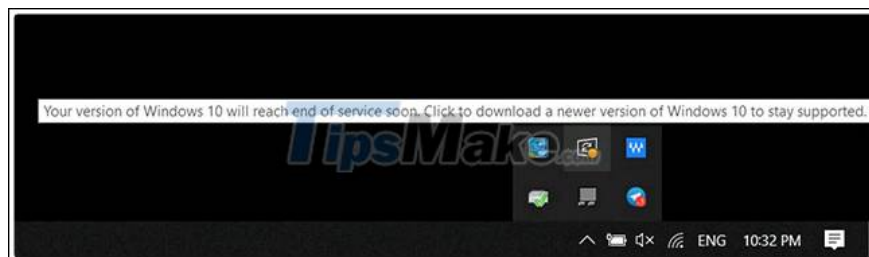 Your version of Windows 10 will reach end of service soon. Click to download a newer version of Windows 10 to stay supported.
TipsMake.com
ENG 10:32 PM